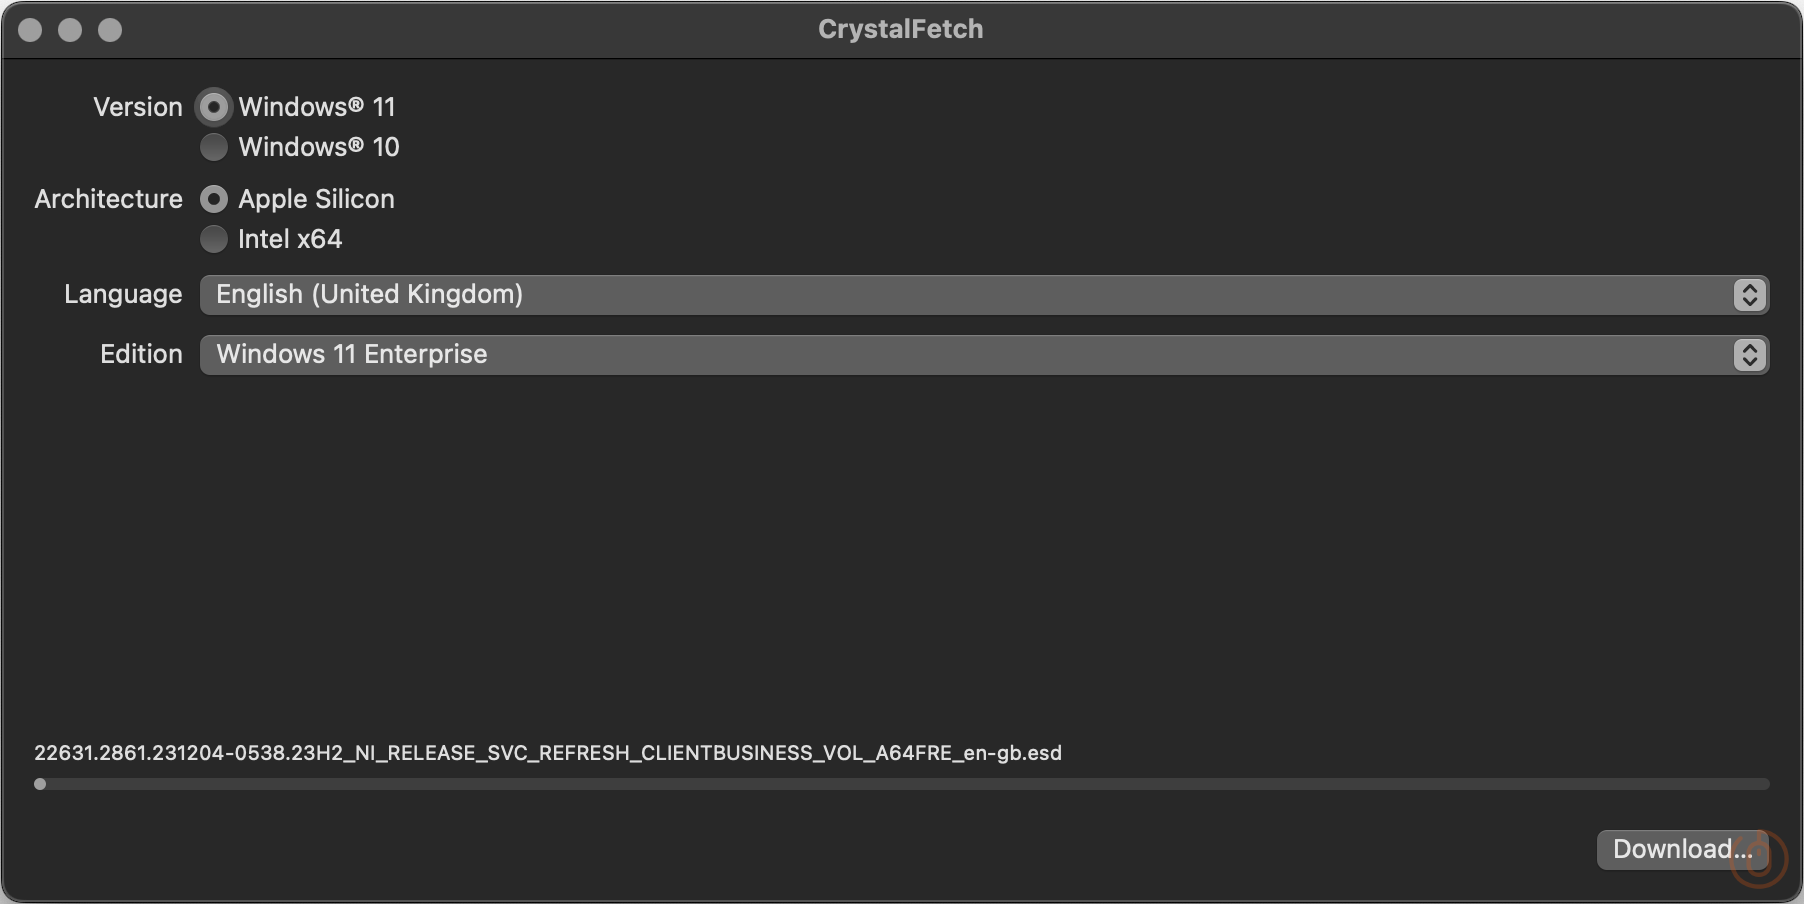 CrystalFetch
Version Windows® 11
Windows® 10
Architecture Apple Silicon
Intel x64
Language English (United Kingdom)
Edition Windows 11 Enterprise
22631.2861.231204-0538.23H2_NI_RELEASE_SVC_REFRESH_CLIENTBUSINESS_VOL_A64FRE_en-gb.esd
Download...